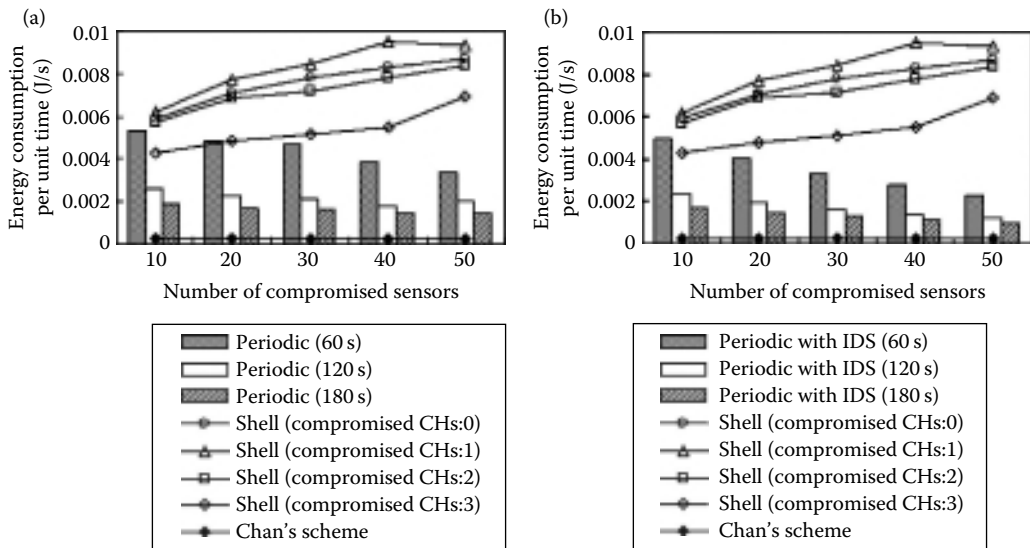 (a)
Energy consumption
per unit time (J/s)
0.01
0.008
0.006
0.004
0.002
0
10 20 30 40 50
Number of compromised sensors
Periodic (60 s)
Periodic (120 s)
Periodic (180 s)
Shell (compromised CHs:0)
Shell (compromised CHs:1)
Shell (compromised CHs:2)
Shell (compromised CHs:3)
Chan's scheme
(b)
Energy consumption
per unit time (J/s)
0.01
0.008
0.006
0.004
0.002
0
10 20 30 40 50
Number of compromised sensors
Periodic with IDS (60 s)
Periodic with IDS (120 s)
Periodic with IDS (180 s)
Shell (compromised CHs:0)
Shell (compromised CHs:1)
Shell (compromised CHs:2)
Shell (compromised CHs:3)
Chan's scheme